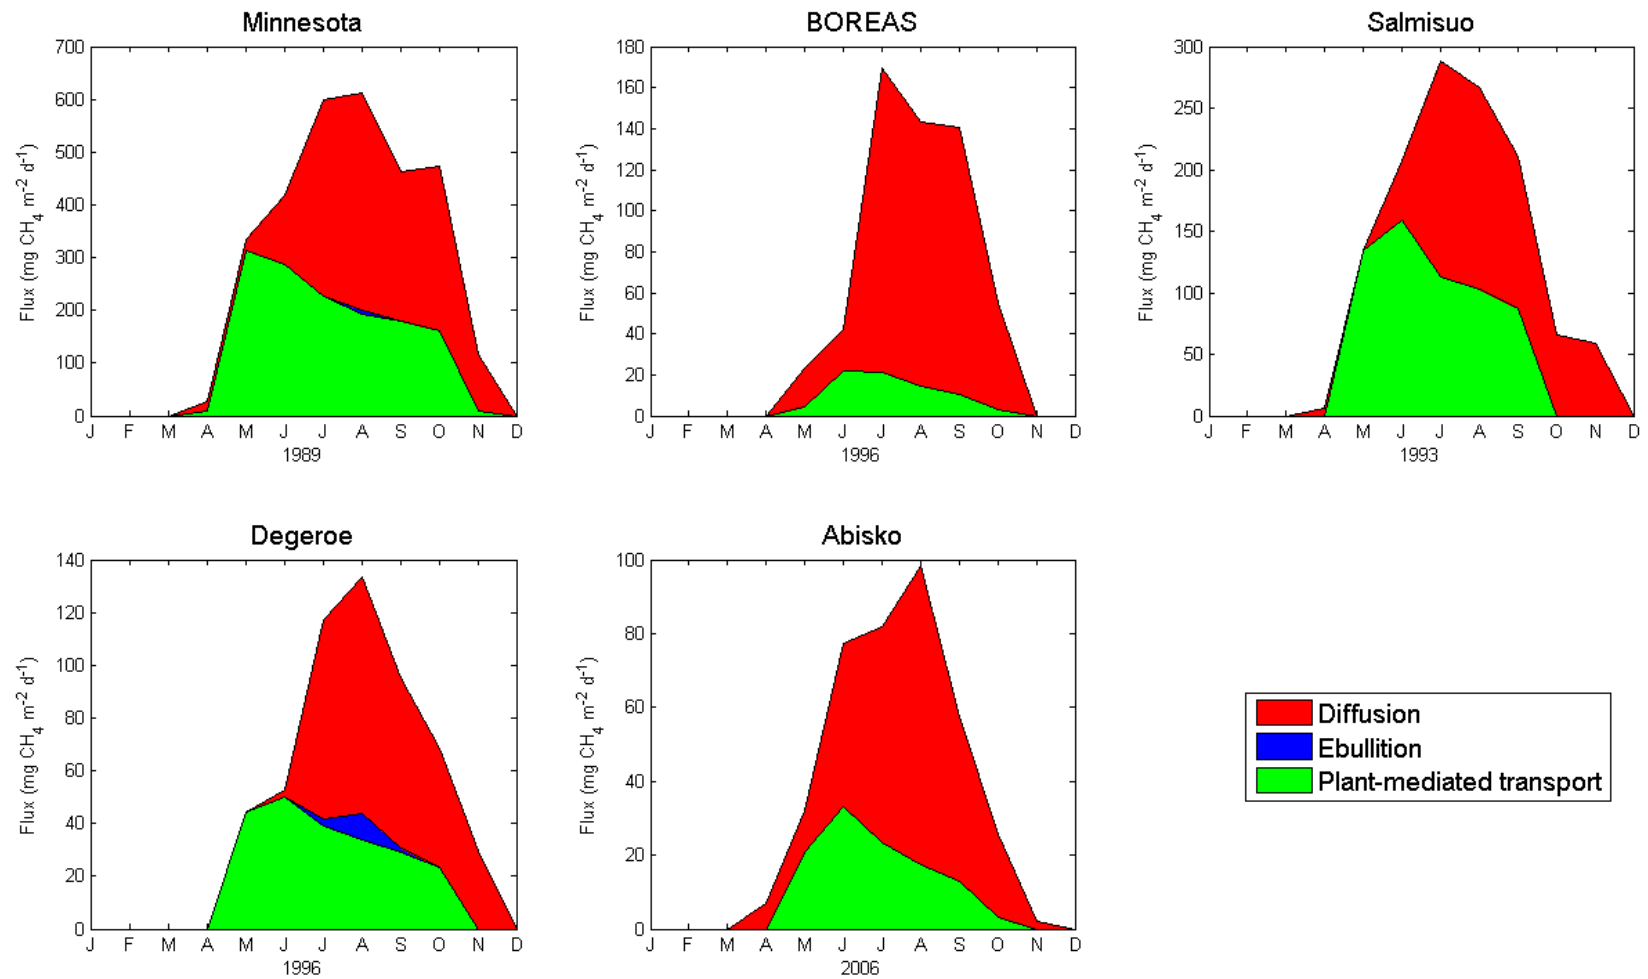 Minnesota
700
600
500
400
300
200
100
0
Flux (mg CH4 m-2 d-1)
J F M A M J J A S O N D
1989
BOREAS
180
160
140
120
100
80
60
40
20
0
Flux (mg CH4 m-2 d-1)
J F M A M J J A S O N D
1996
Salmisuo
300
250
200
150
100
50
0
Flux (mg CH4 m-2 d-1)
J F M A M J J A S O N D
1993
Degeroe
140
120
100
80
60
40
20
0
Flux (mg CH4 m-2 d-1)
J F M A M J J A S O N D
1996
Abisko
100
80
60
40
20
0
Flux (mg CH4 m-2 d-1)
J F M A M J J A S O N D
2006
Diffusion
Ebullition
Plant-mediated transport